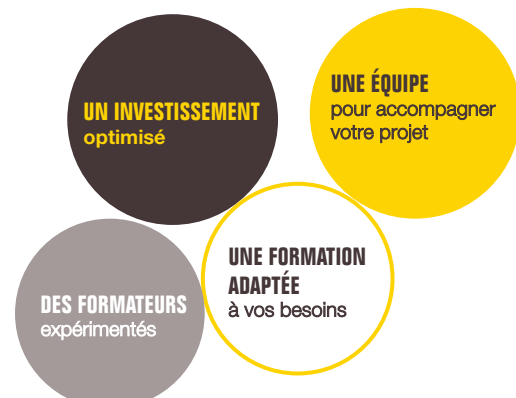 UN INVESTISSEMENT
optimisé
UNE ÉQUIPE
pour accompagner
votre projet
UNE FORMATION
ADAPTÉE
à vos besoins
DES FORMATEURS
expérimentés